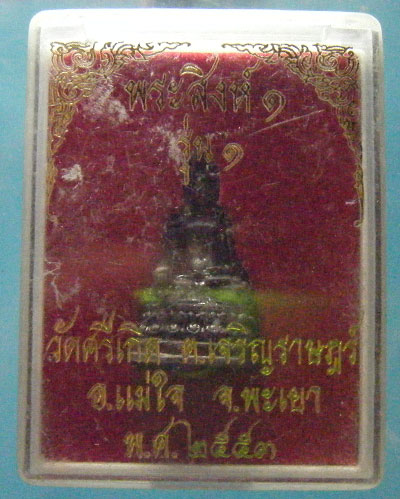 พระสิงห์ ๑
รุ่น ๑
วัดศรีเกิด ต.เจริญราษฎร์
อ.แม่ใจ จ.พะเยา
พ.ศ. ๒๕๕๓